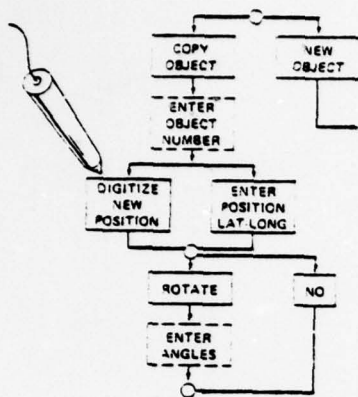 COPY
OBJECT
NEW
OBJECT
ENTER
OBJECT
NUMBER
DIGITIZE
NEW
POSITION
ENTER
POSITION
LAT-LONG
ROTATE
NO
ENTER
ANGLES